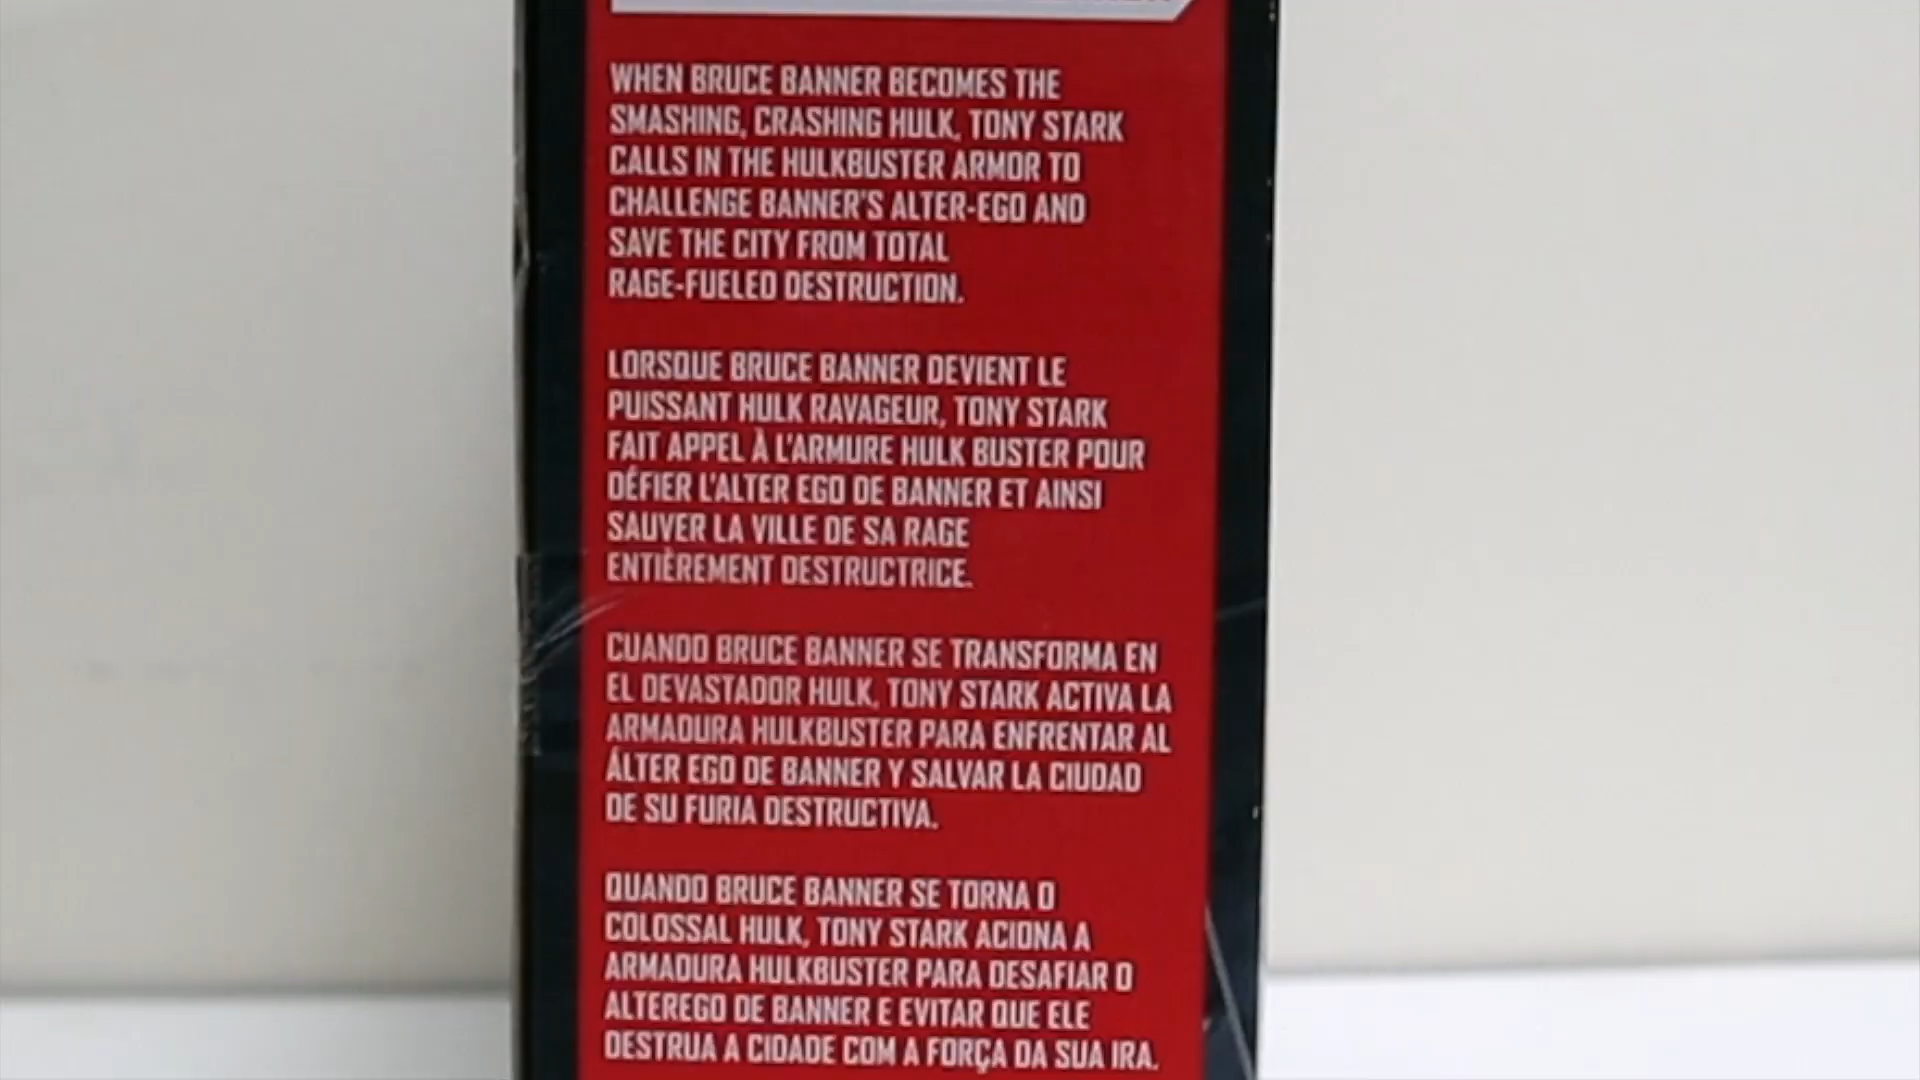 WHEN BRUCE BANNER BECOMES THE
SMASHING, CRASHING HULK, TONY STARK
CALLS IN THE HULKBUSTER ARMOR TO
CHALLENGE BANNER'S ALTER-EGO AND
SAVE THE CITY FROM TOTAL
RAGE-FUELED DESTRUCTION.
LORSQUE BRUCE BANNER DEVIENT LE
PUISSANT HULK RAVAGEUR, TONY STARK
FAIT APPEL À L'ARMURE HULK BUSTER POUR
DÉFIER L'ALTER EGO DE BANNER ET AINSI
SAUVER LA VILLE DE SA RAGE
ENTIÈREMENT DESTRUCTRICE.
CUANDO BRUCE BANNER SE TRANSFORMA EN
EL DEVASTADOR HULK, TONY STARK ACTIVA LA
ARMADURA HULKBUSTER PARA ENFRENTAR AL
ÁLTER EGO DE BANNER Y SALVAR LA CIUDAD
DE SU FURIA DESTRUCTIVA.
QUANDO BRUCE BANNER SE TORNA O
COLOSSAL HULK, TONY STARK ACIONA A
ARMADURA HULKBUSTER PARA DESAFIAR O
ALTEREGO DE BANNER E EVITAR QUE ELE
DESTRUA A CIDADE COM A FORÇA DA SUA IRA.